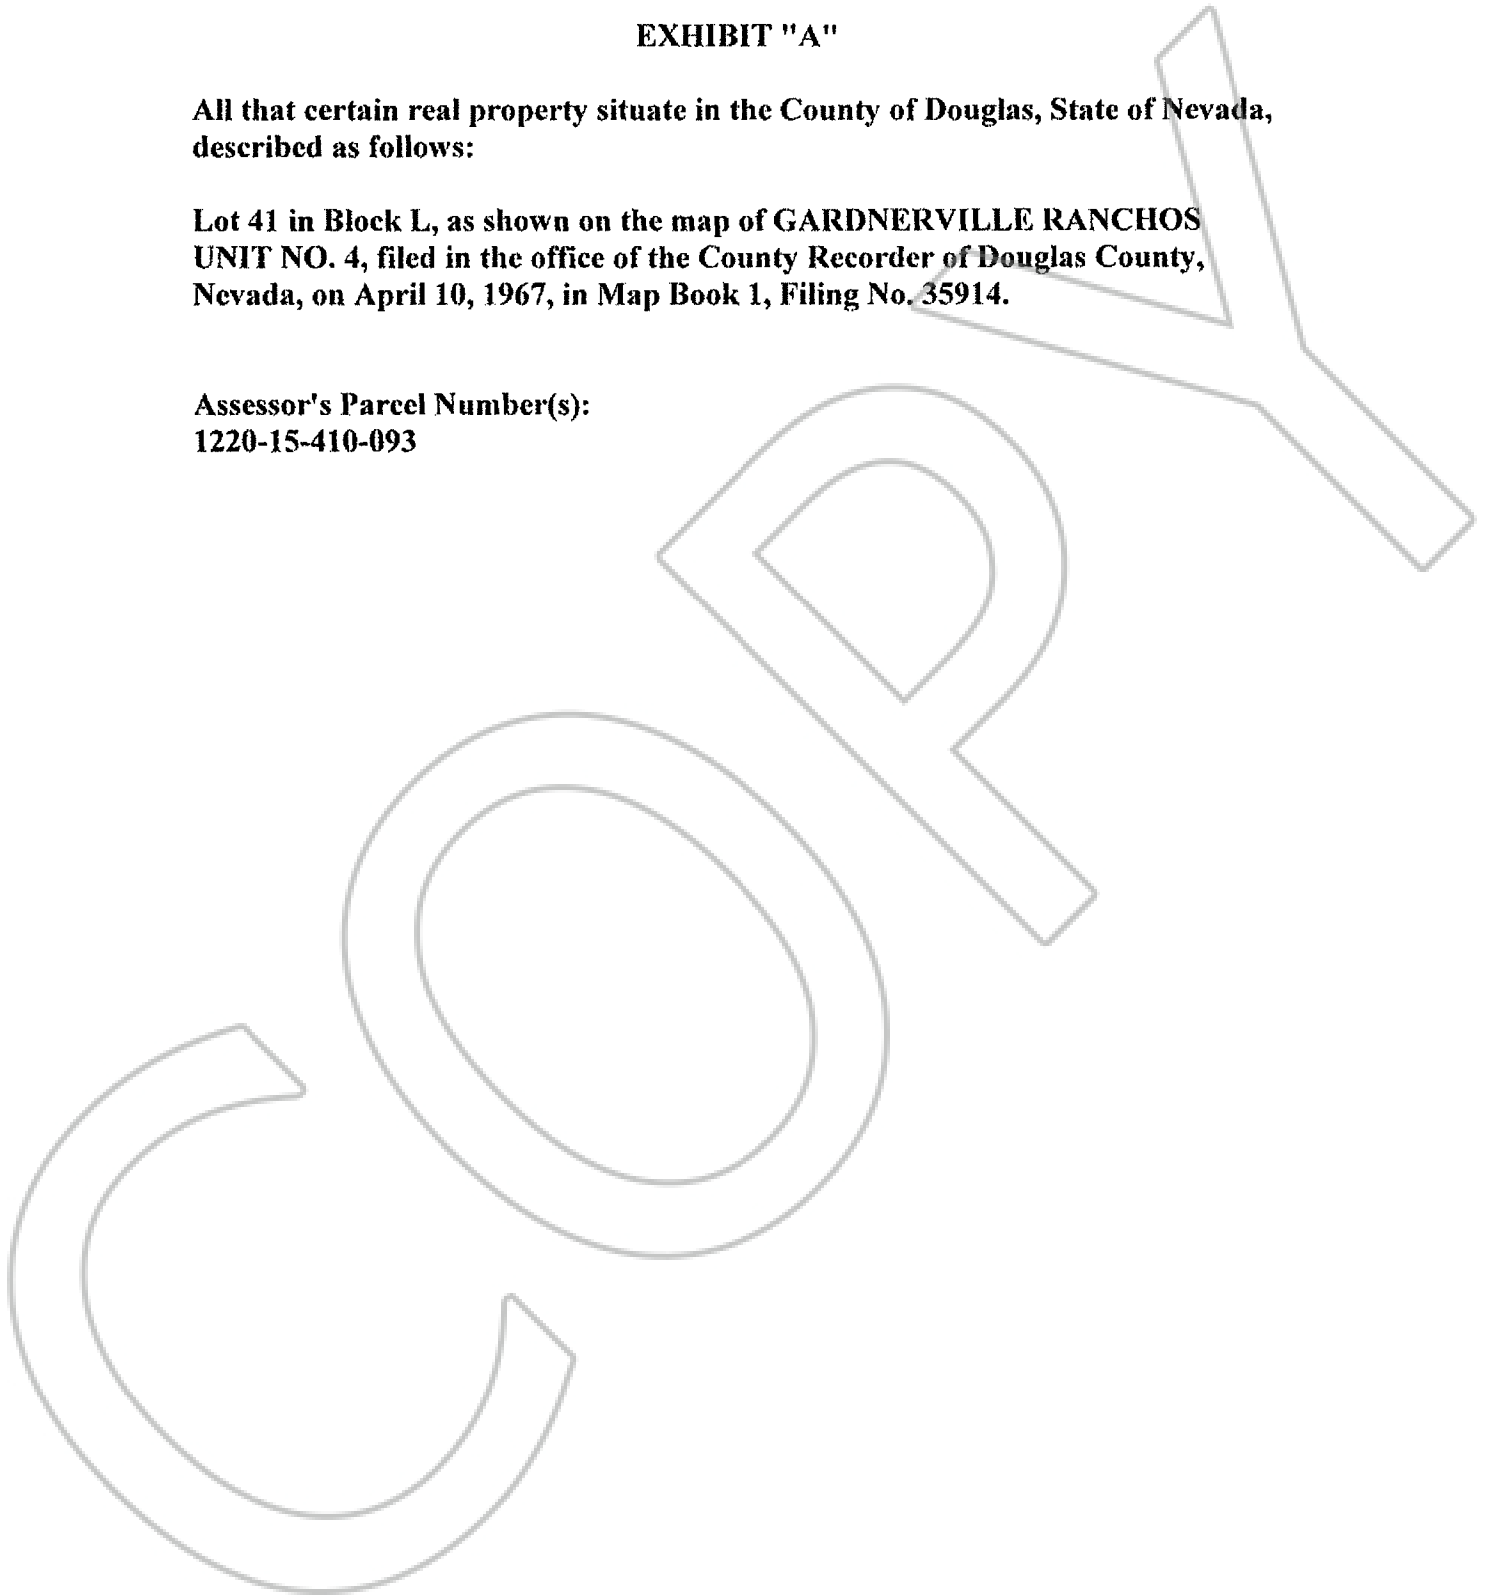 EXHIBIT "A"
All that certain real property situate in the County of Douglas, State of Nevada,
described as follows:
Lot 41 in Block L, as shown on the map of GARDNERVILLE RANCHOS
UNIT NO. 4, filed in the office of the County Recorder of Douglas County,
Nevada, on April 10, 1967, in Map Book 1, Filing No. 35914.
Assessor's Parcel Number(s):
1220-15-410-093
COPY